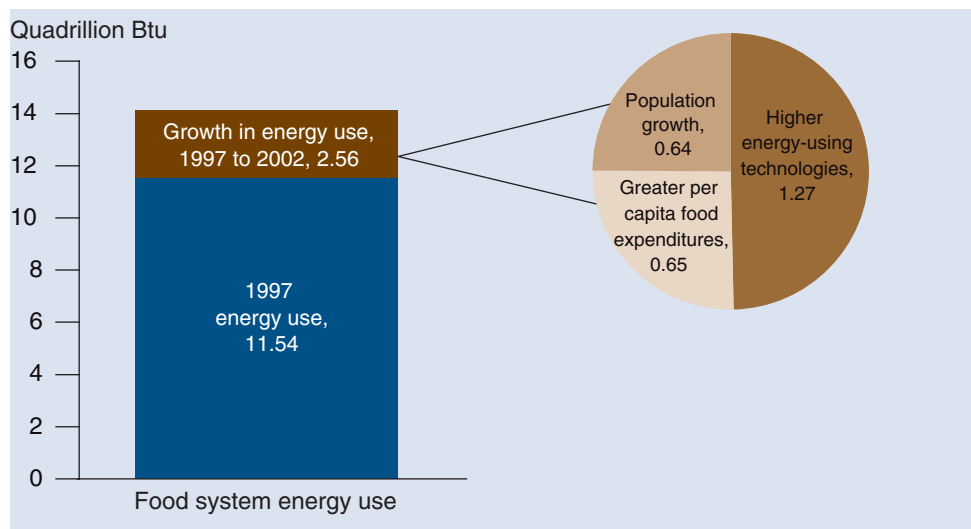 Quadrillion Btu
16
14
12
10
8
6
4
2
0
Growth in energy use,
1997 to 2002, 2.56
1997
energy use,
11.54
Food system energy use
Population
growth,
0.64
Greater per
capita food
expenditures,
0.65
Higher
energy-using
technologies,
1.27